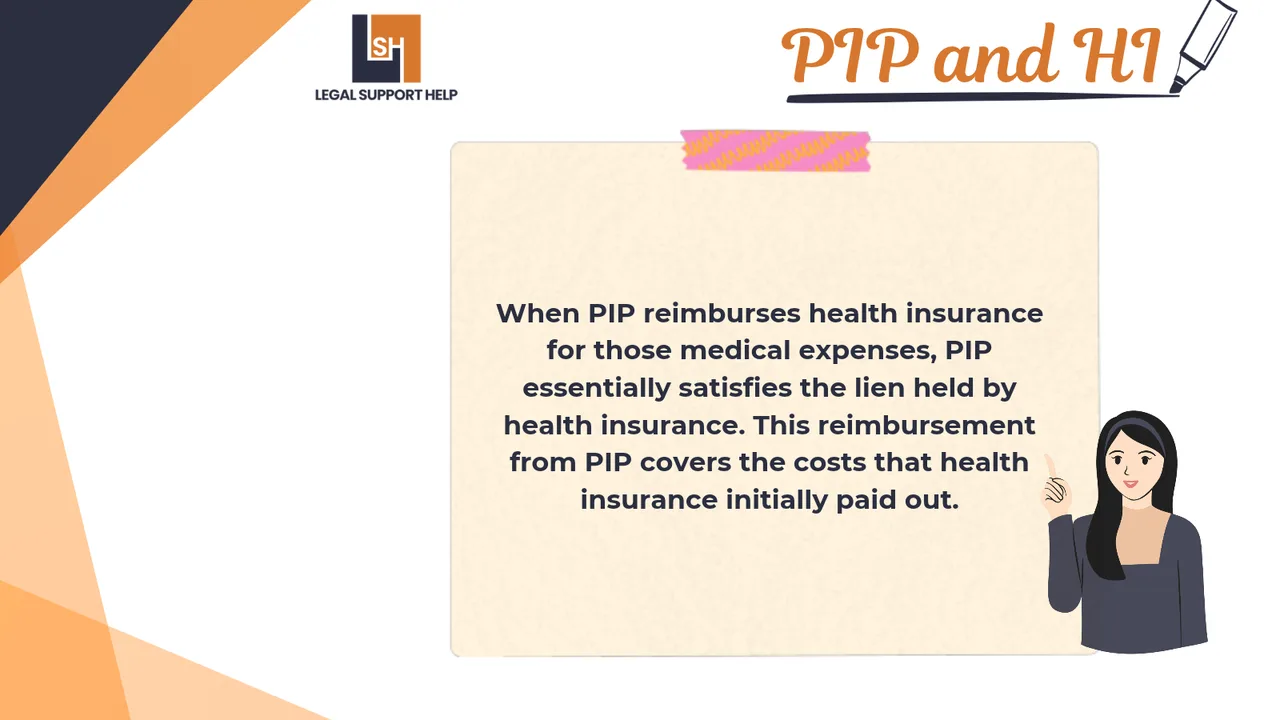 LSH
LEGAL SUPPORT HELP
PIP and HI
When PIP reimburses health insurance
for those medical expenses, PIP
essentially satisfies the lien held by
health insurance. This reimbursement
from PIP covers the costs that health
insurance initially paid out.